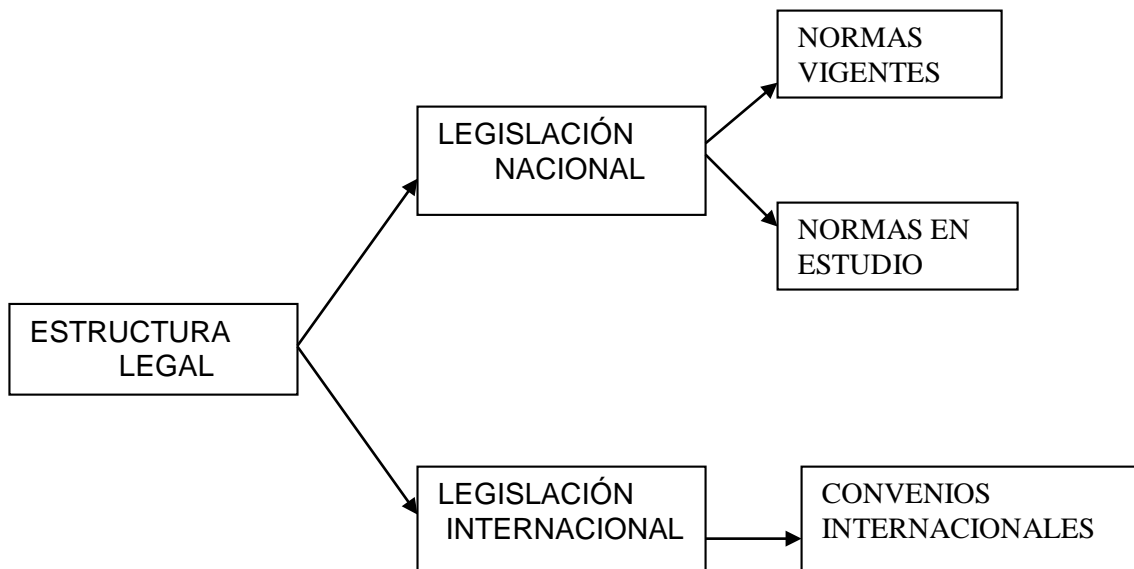 NORMAS
VIGENTES
LEGISLACIÓN
NACIONAL
NORMAS EN
ESTUDIO
ESTRUCTURA
LEGAL
LEGISLACIÓN
INTERNACIONAL
CONVENIOS
INTERNACIONALES